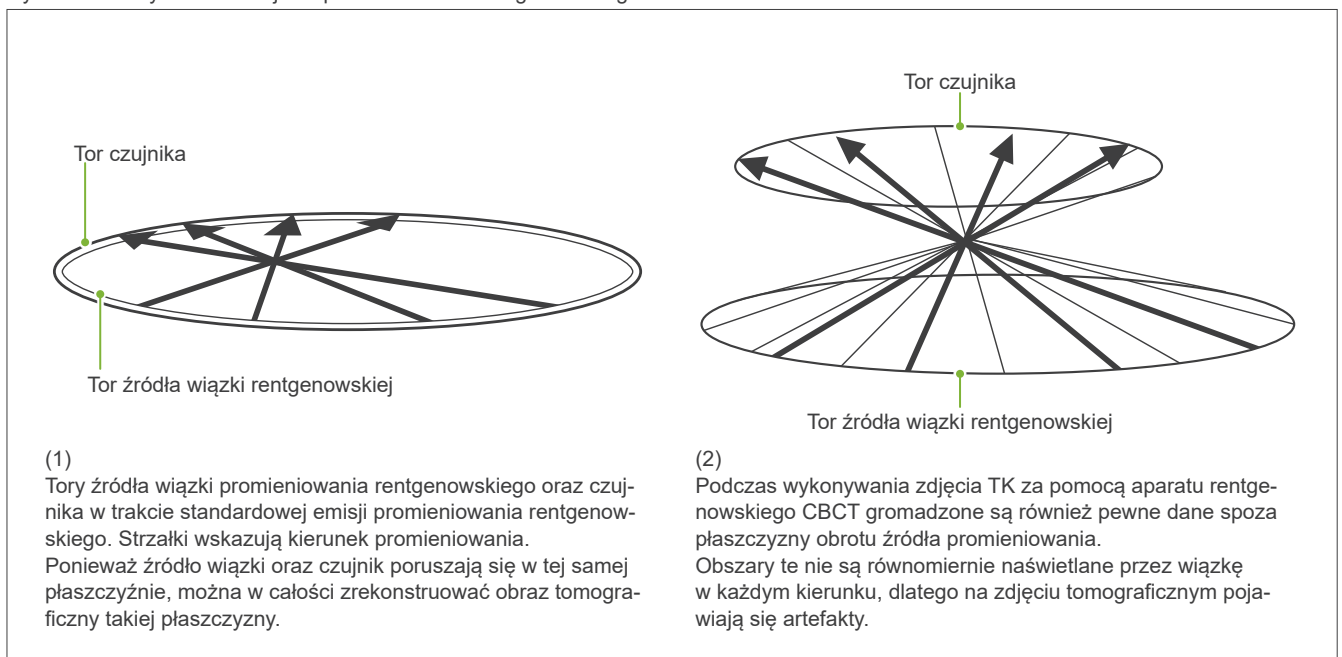 Tor czujnika
Tor źródła wiązki rentgenowskiej
(1)
Tory źródła wiązki promieniowania rentgenowskiego oraz czuj-
nika w trakcie standardowej emisji promieniowania rentgenow-
skiego. Strzałki wskazują kierunek promieniowania.
Ponieważ źródło wiązki oraz czujnik poruszają się w tej samej
płaszczyźnie, można w całości zrekonstruować obraz tomogra-
ficzny takiej płaszczyzny.
Tor czujnika
Tor źródła wiązki rentgenowskiej
(2)
Podczas wykonywania zdjęcia TK za pomocą aparatu rentge-
nowskiego CBCT gromadzone są również pewne dane spoza
płaszczyzny obrotu źródła promieniowania.
Obszary te nie są równomiernie naświetlane przez wiązkę
w każdym kierunku, dlatego na zdjęciu tomograficznym poja-
wiają się artefakty.